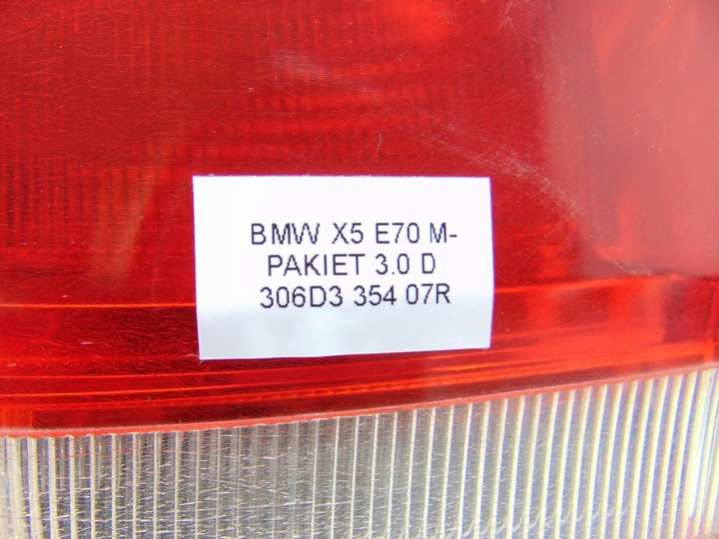 BMW X5 E70 M-
PAKIET 3.0 D
306D3 354 07R